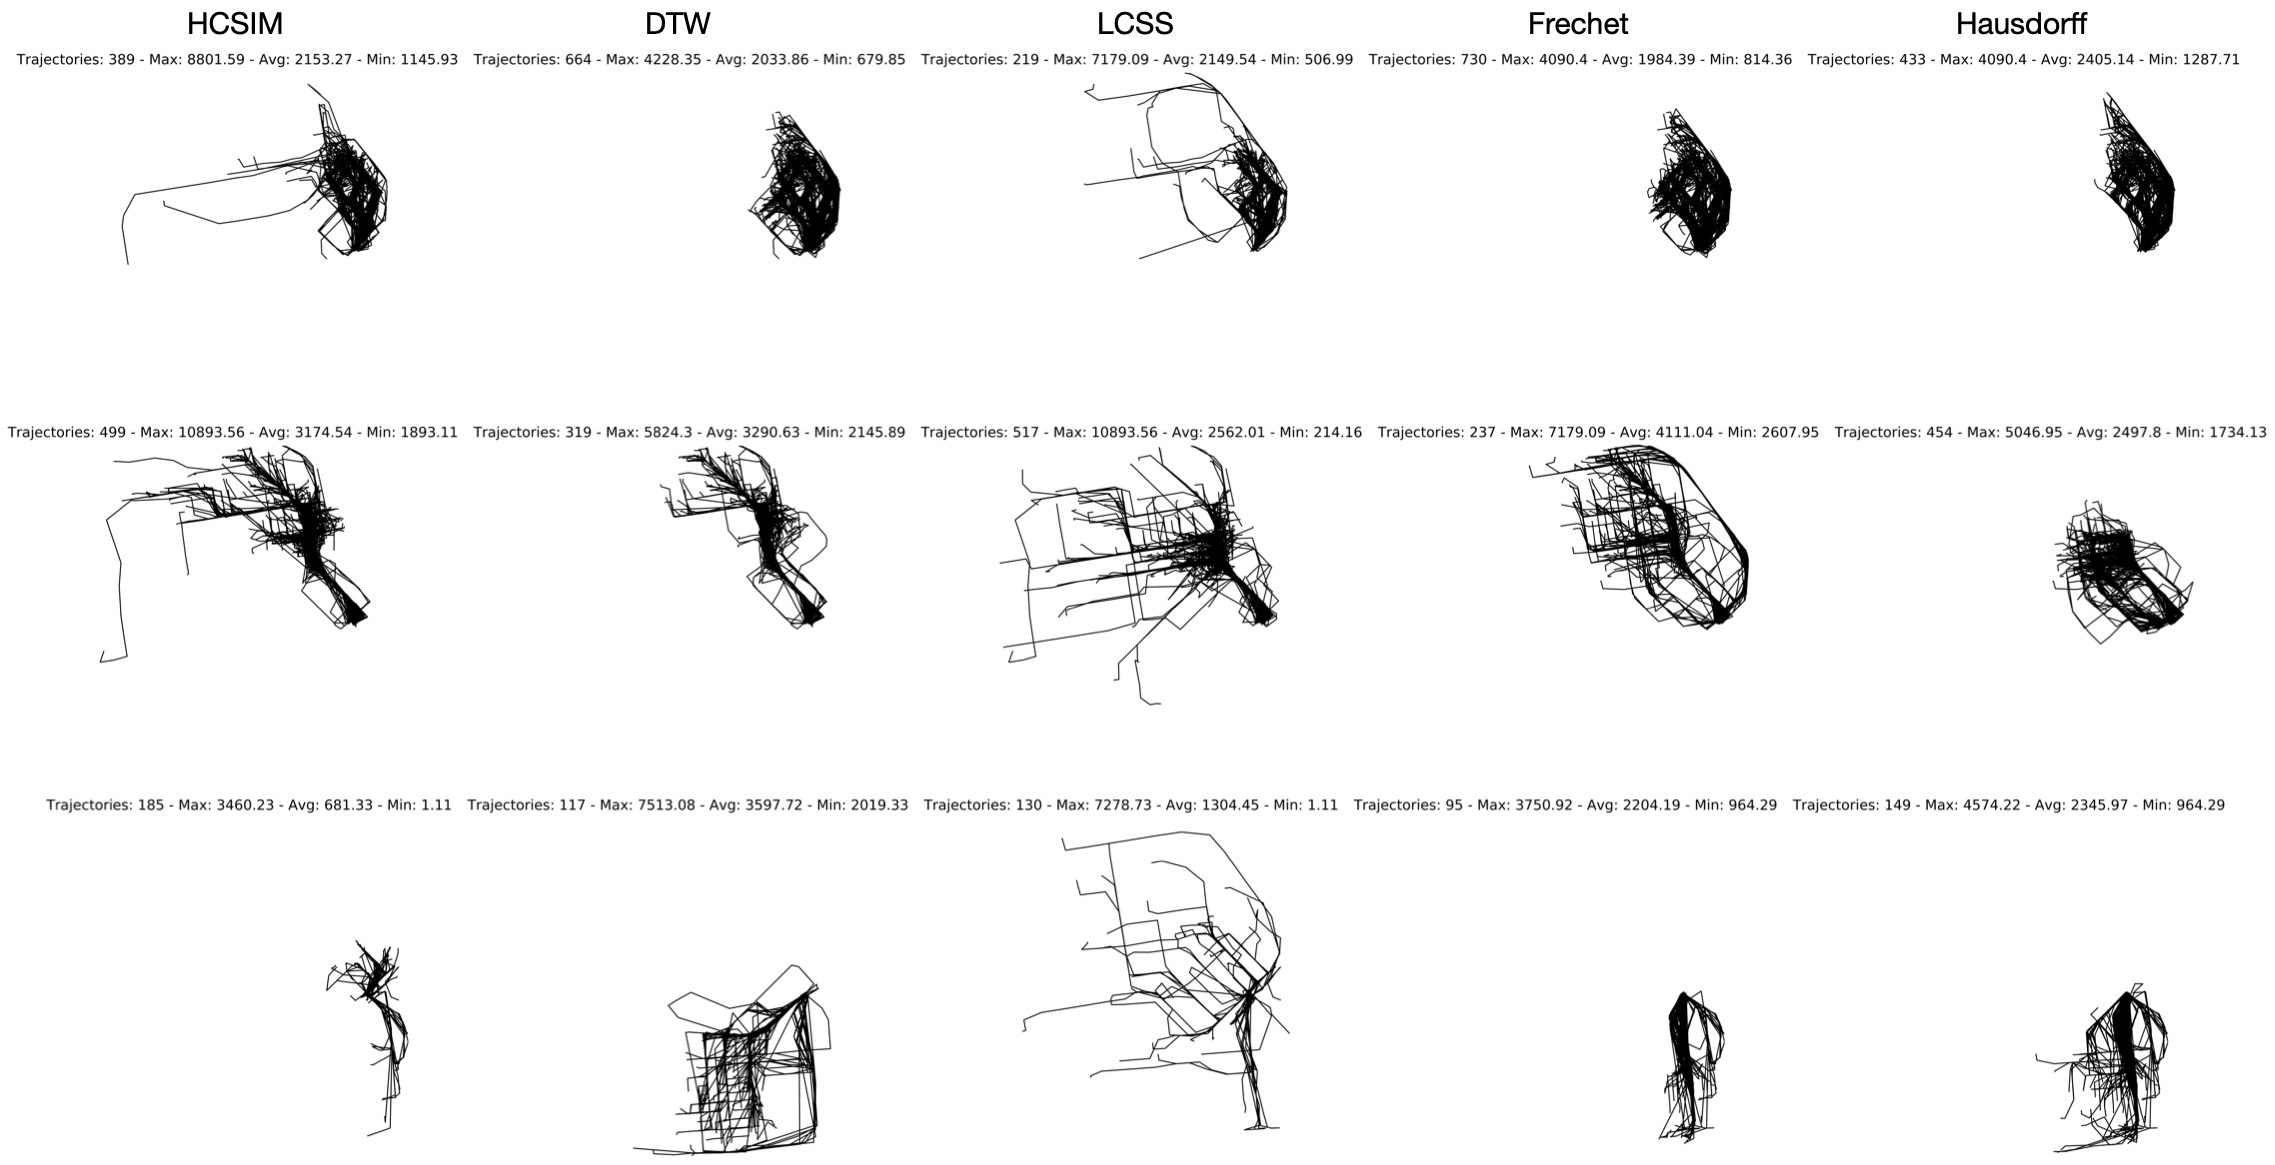 HCSIM DTW LCSS Frechet Hausdorff
Trajectories: 389 - Max: 8801.59 - Avg: 2153.27 - Min: 1145.93 Trajectories: 664 - Max: 4228.35 - Avg: 2033.86 - Min: 679.85 Trajectories: 219 - Max: 7179.09 - Avg: 2149.54 - Min: 506.99 Trajectories: 730 - Max: 4090.4 - Avg: 1984.39 - Min: 814.36 Trajectories: 433 - Max: 4090.4 - Avg: 2405.14 - Min: 1287.71
Trajectories: 499 - Max: 10893.56 - Avg: 3174.54 - Min: 1893.11 Trajectories: 319 - Max: 5824.3 - Avg: 3290.63 - Min: 2145.89 Trajectories: 517 - Max: 10893.56 - Avg: 2562.01 - Min: 214.16 Trajectories: 237 - Max: 7179.09 - Avg: 4111.04 - Min: 2607.95 Trajectories: 454 - Max: 5046.95 - Avg: 2497.8 - Min: 1734.13
Trajectories: 185 - Max: 3460.23 - Avg: 681.33 - Min: 1.11 Trajectories: 117 - Max: 7513.08 - Avg: 3597.72 - Min: 2019.33 Trajectories: 130 - Max: 7278.73 - Avg: 1304.45 - Min: 1.11 Trajectories: 95 - Max: 3750.92 - Avg: 2204.19 - Min: 964.29 Trajectories: 149 - Max: 4574.22 - Avg: 2345.97 - Min: 964.29